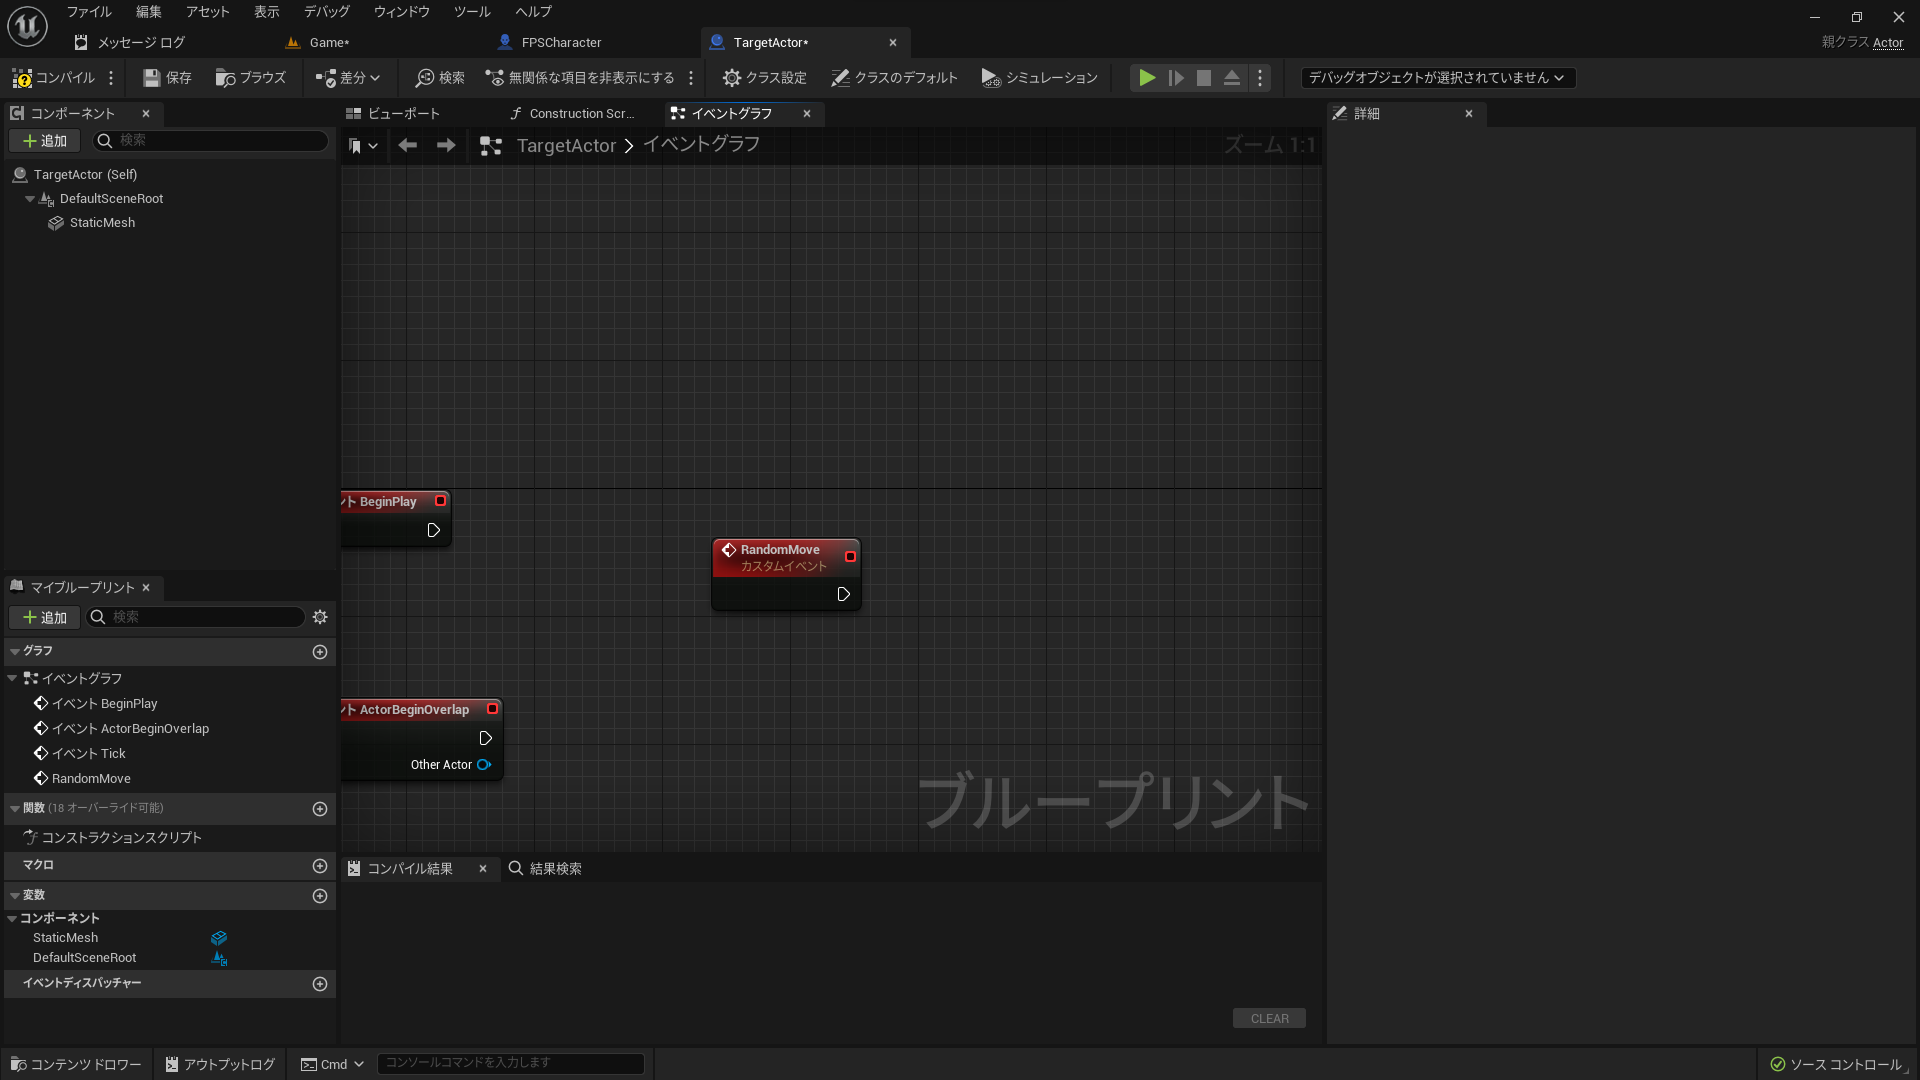 ファイル 編集 アセット 表示 デバッグ ウィンドウ ツール ヘルプ
メッセージ ログ Game* FPSCharacter TargetActor* 親クラス Actor
コンパイル 保存 ブラウズ 差分 検索 無関係な項目を非表示にする クラス設定 クラスのデフォルト シミュレーション デバッグオブジェクトが選択されていません
コンポーネント ビューポート Construction Scr... イベントグラフ 詳細
追加 検索 TargetActor イベントグラフ ズーム 1:1
TargetActor (Self)
DefaultSceneRoot
StaticMesh
ント BeginPlay
RandomMove
カスタムイベント
マイブループリント
追加 検索
グラフ
イベントグラフ
イベント BeginPlay
イベント ActorBeginOverlap
イベント Tick
RandomMove
ント ActorBeginOverlap
Other Actor
関数 (18 オーバーライド可能)
コンストラクションスクリプト
マクロ
変数
コンポーネント
StaticMesh
DefaultSceneRoot
イベントディスパッチャー
ブループリント
コンパイル結果 結果検索
CLEAR
コンテンツ ドロワー アウトプットログ Cmd コンソールコマンドを入力します ソース コントロール